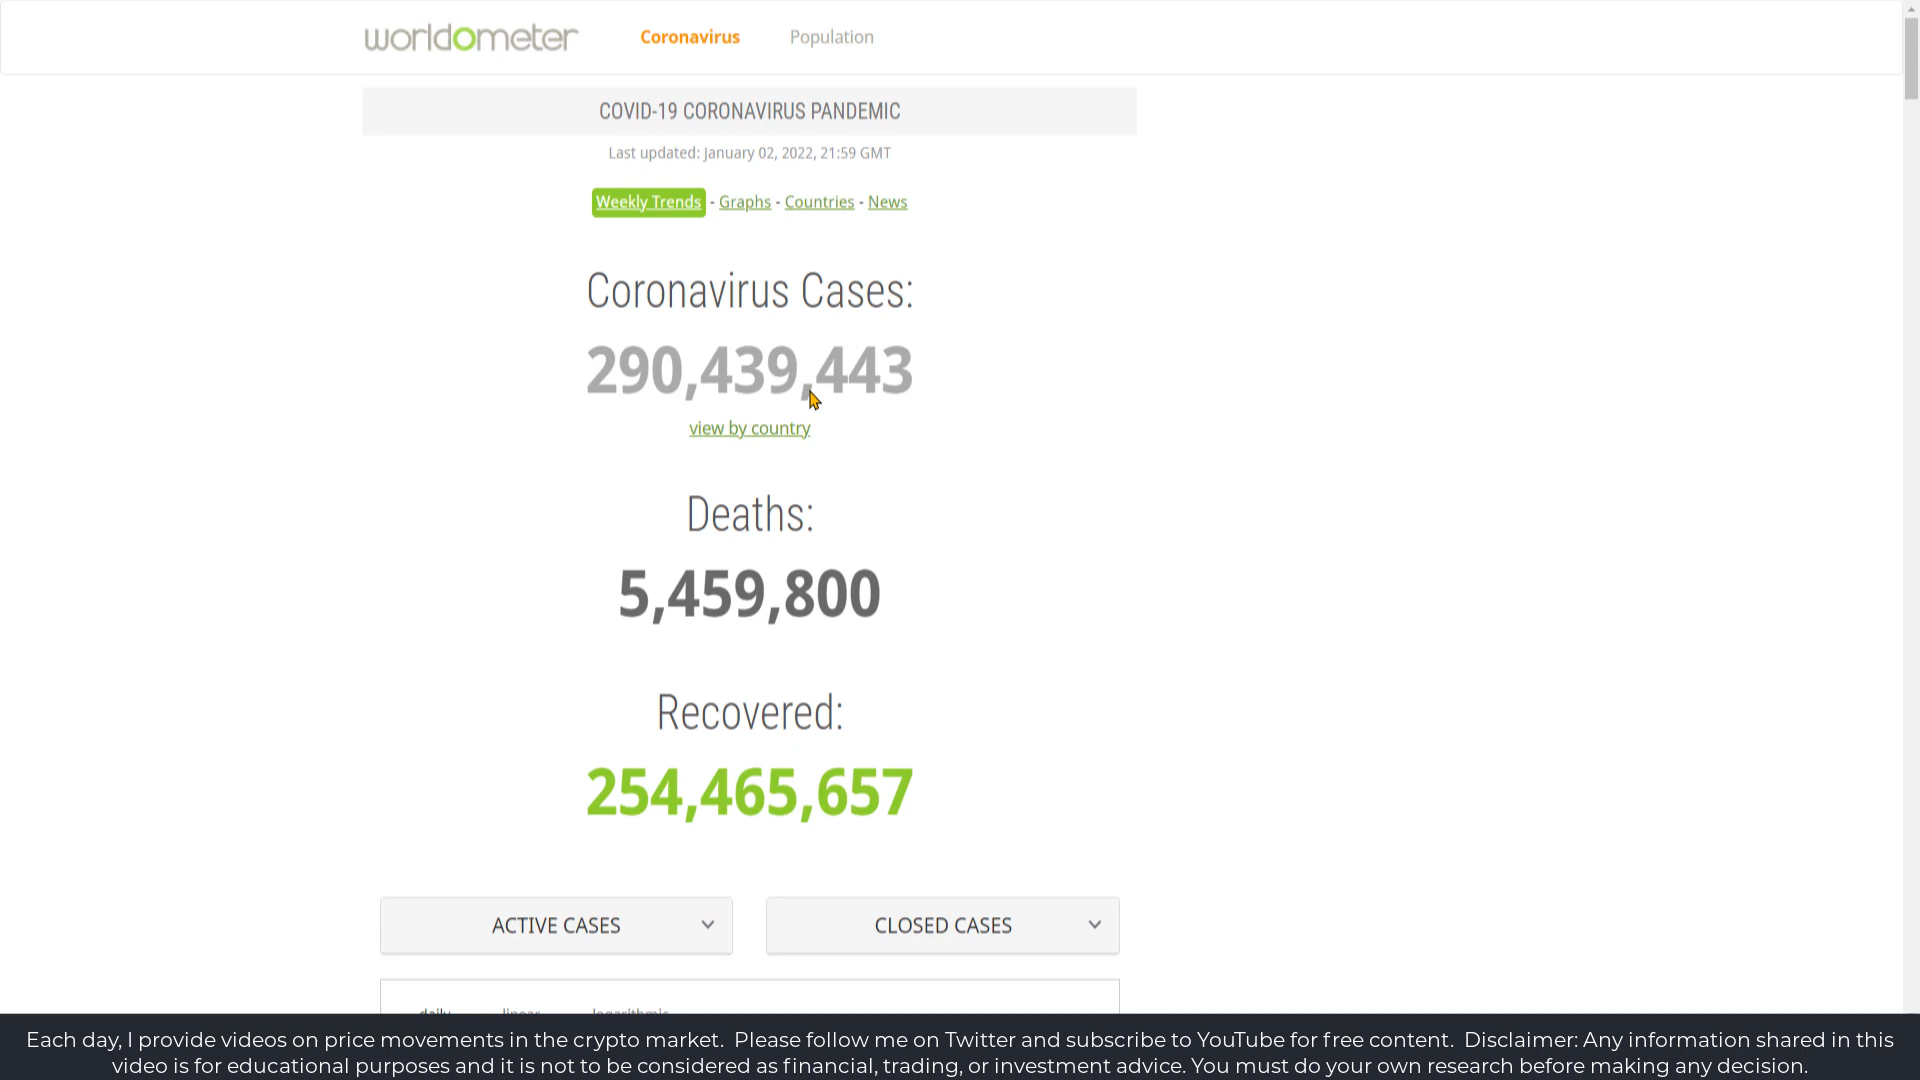 worldometer Coronavirus Population
COVID-19 CORONAVIRUS PANDEMIC
Last updated: January 02, 2022, 21:59 GMT
Weekly Trends - Graphs - Countries - News
Coronavirus Cases:
290,439,443
view by country
Deaths:
5,459,800
Recovered:
254,465,657
ACTIVE CASES CLOSED CASES
daily linear logarithmic
Each day, I provide videos on price movements in the crypto market. Please follow me on Twitter and subscribe to YouTube for free content. Disclaimer: Any information shared in this
video is for educational purposes and it is not to be considered as financial, trading, or investment advice. You must do your own research before making any decision.